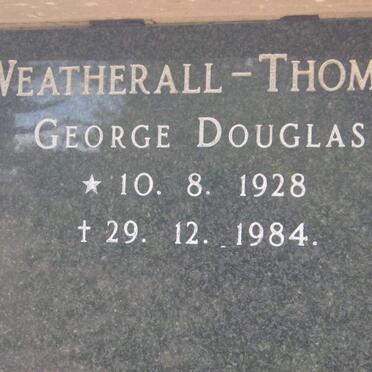 WEATHERALL - THOM
GEORGE DOUGLAS
★ 10. 8. 1928
† 29. 12. 1984.